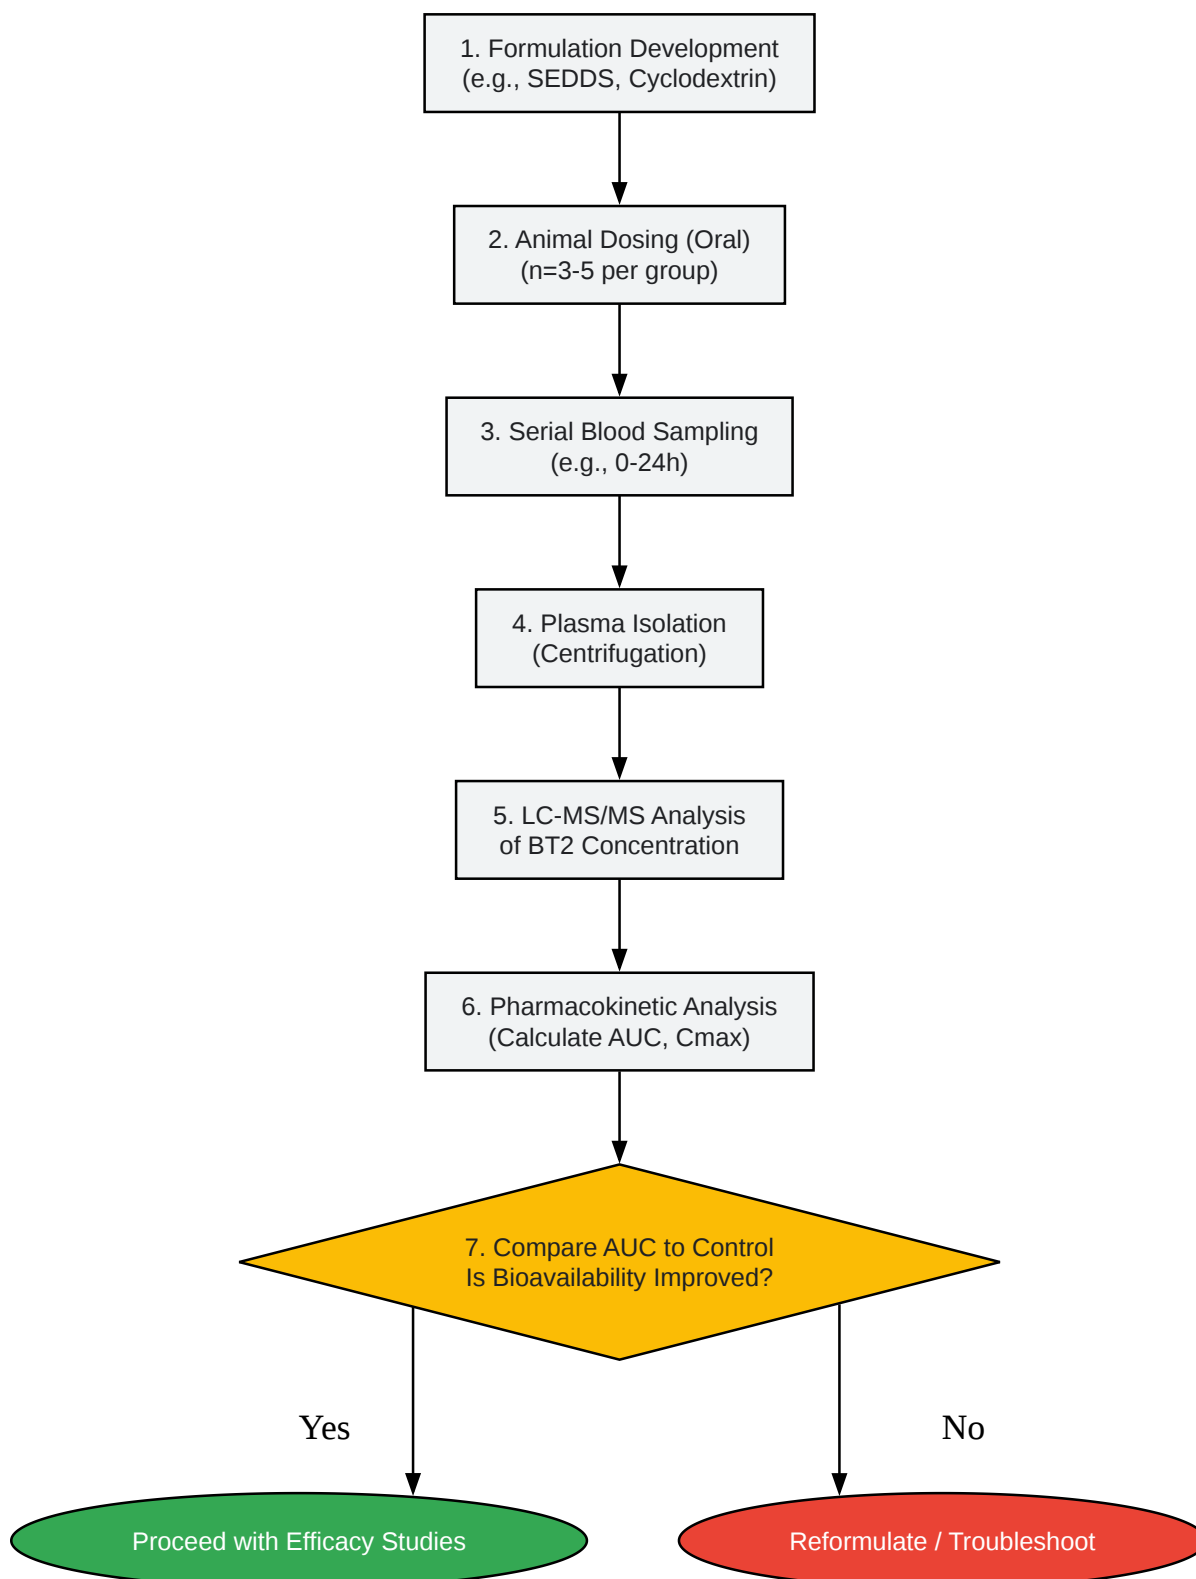 1. Formulation Development
(e.g., SEDDS, Cyclodextrin)
2. Animal Dosing (Oral)
(n=3-5 per group)
3. Serial Blood Sampling
(e.g., 0-24h)
4. Plasma Isolation
(Centrifugation)
5. LC-MS/MS Analysis
of BT2 Concentration
6. Pharmacokinetic Analysis
(Calculate AUC, Cmax)
7. Compare AUC to Control
Is Bioavailability Improved?
Yes
No
Proceed with Efficacy Studies
Reformulate / Troubleshoot